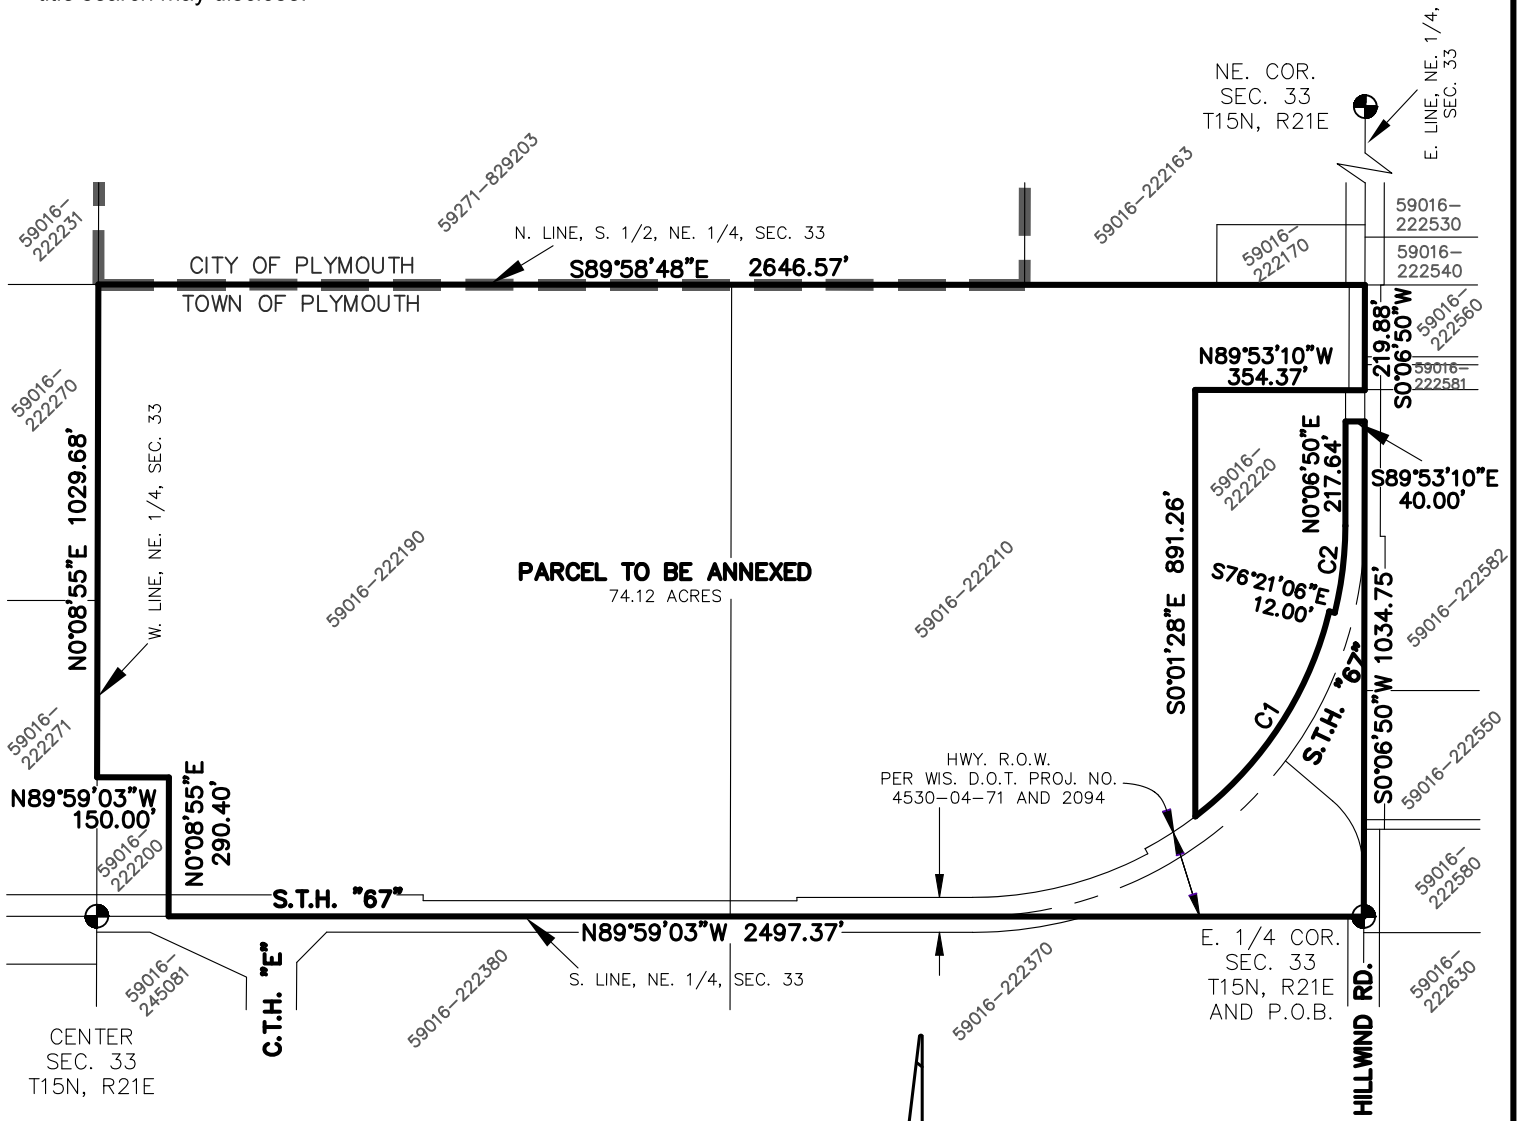 title search may disclose.
NE. COR.
SEC. 33
T15N, R21E
E. LINE, NE. 1/4,
SEC. 33
59016-
222231
59271-829203
59016-222163
59016-
222530
59016-
222170
59016-
222540
N. LINE, S. 1/2, NE. 1/4, SEC. 33
CITY OF PLYMOUTH
S89°58'48"E 2646.57'
TOWN OF PLYMOUTH
219.88'
S0°06'50"W
59016-
222560
N89°53'10"W
354.37'
59016-
222581
59016-
222270
N0°08'55"E 1029.68'
W. LINE, NE. 1/4, SEC. 33
59016-222190
PARCEL TO BE ANNEXED
74.12 ACRES
59016-222210
59016-
222220
N0°06'50"E
217.64'
S89°53'10"E
40.00'
S0°01'28"E 891.26'
C2
S76°21'06"E
12.00'
C1
S.T.H. "67"
S0°06'50"W 1034.75'
59016-222582
59016-222550
59016-
222271
N89°59'03"W
150.00'
59016-
222200
N0°08'55"E
290.40'
HWY. R.O.W.
PER WIS. D.O.T. PROJ. NO.
4530-04-71 AND 2094
59016-
222580
S.T.H. "67"
N89°59'03"W 2497.37'
S. LINE, NE. 1/4, SEC. 33
59016-
245081
C.T.H. "E"
59016-222380
59016-222370
E. 1/4 COR.
SEC. 33
T15N, R21E
AND P.O.B.
HILLWIND RD.
59016-
222630
CENTER
SEC. 33
T15N, R21E